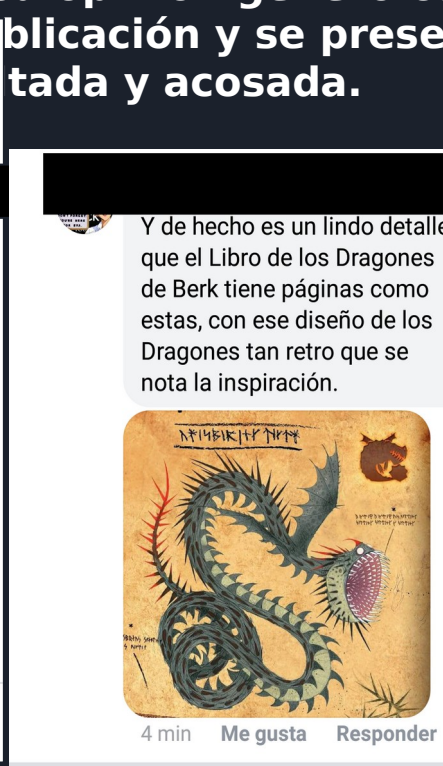 blicación y se prese
tada y acosada.
Y de hecho es un lindo detalle
que el Libro de los Dragones
de Berk tiene páginas como
estas, con ese diseño de los
Dragones tan retro que se
nota la inspiración.
4 min Me gusta Responder